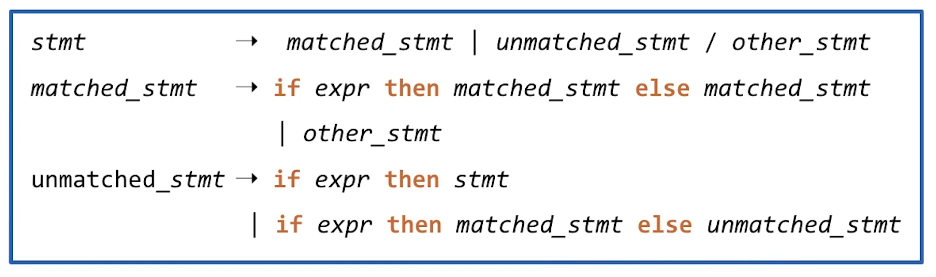 stmt → matched_stmt | unmatched_stmt / other_stmt
matched_stmt → if expr then matched_stmt else matched_stmt
| other_stmt
unmatched_stmt → if expr then stmt
| if expr then matched_stmt else unmatched_stmt